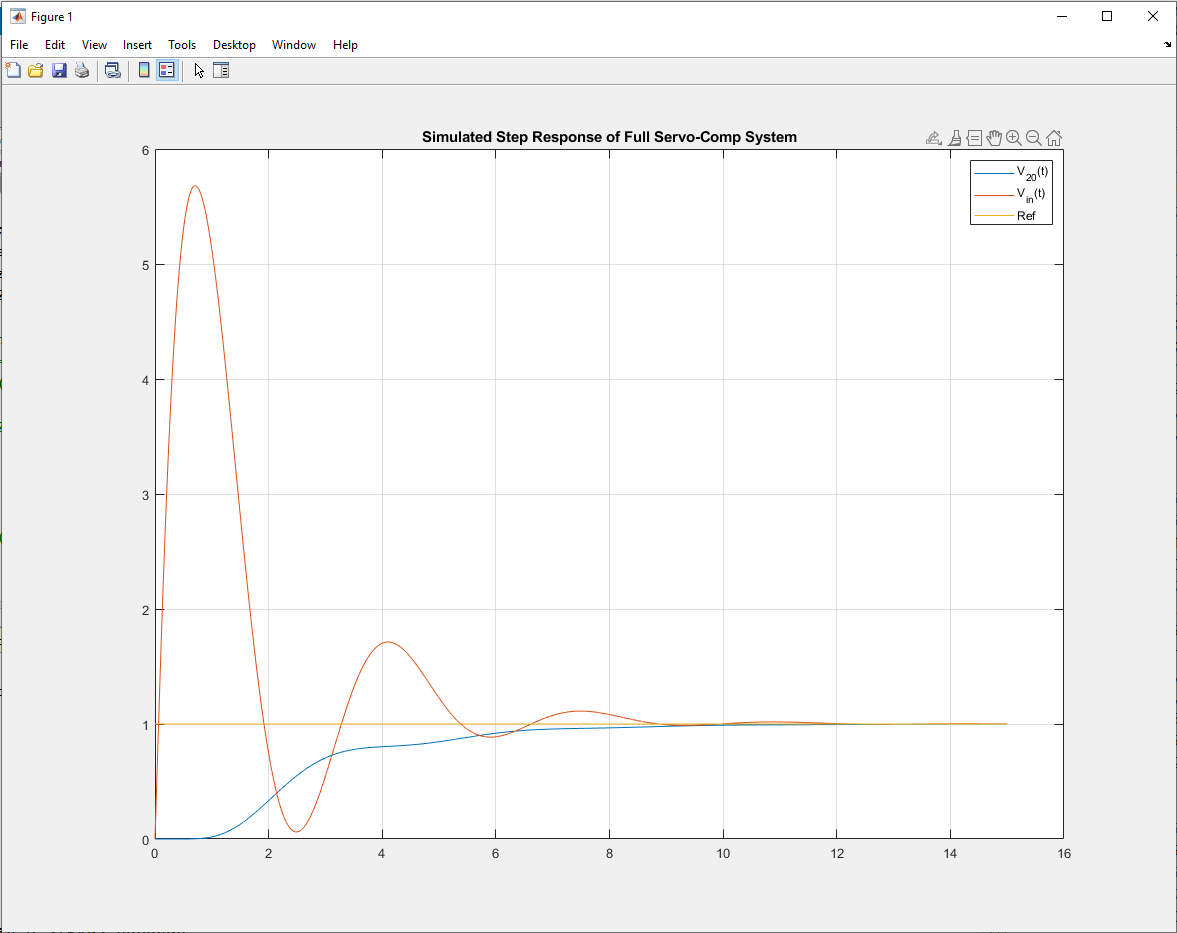 Figure 1
File Edit View Insert Tools Desktop Window Help
Simulated Step Response of Full Servo-Comp System
V20(t)
Vin(t)
Ref
6
5
4
3
2
1
0
0 2 4 6 8 10 12 14 16